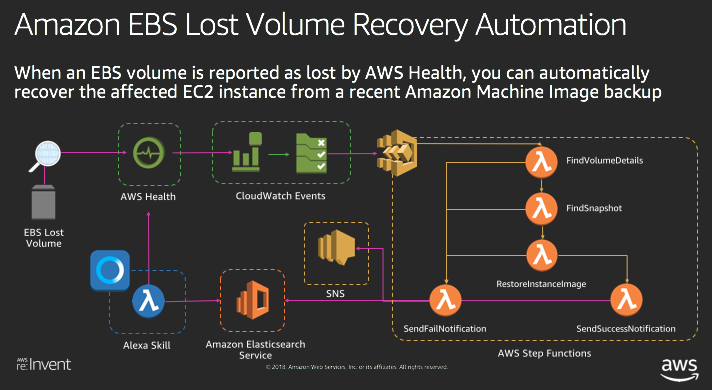 Amazon EBS Lost Volume Recovery Automation
When an EBS volume is reported as lost by AWS Health, you can automatically
recover the affected EC2 instance from a recent Amazon Machine Image backup
FindVolumeDetails
AWS Health
CloudWatch Events
FindSnapshot
EBS Lost
Volume
RestoreInstanceImage
SNS
SendFailNotification
SendSuccessNotification
Alexa Skill
Amazon Elasticsearch
Service
AWS Step Functions
AWS
re:Invent
© 2018, Amazon Web Services, Inc. or its affiliates. All rights reserved.
aws